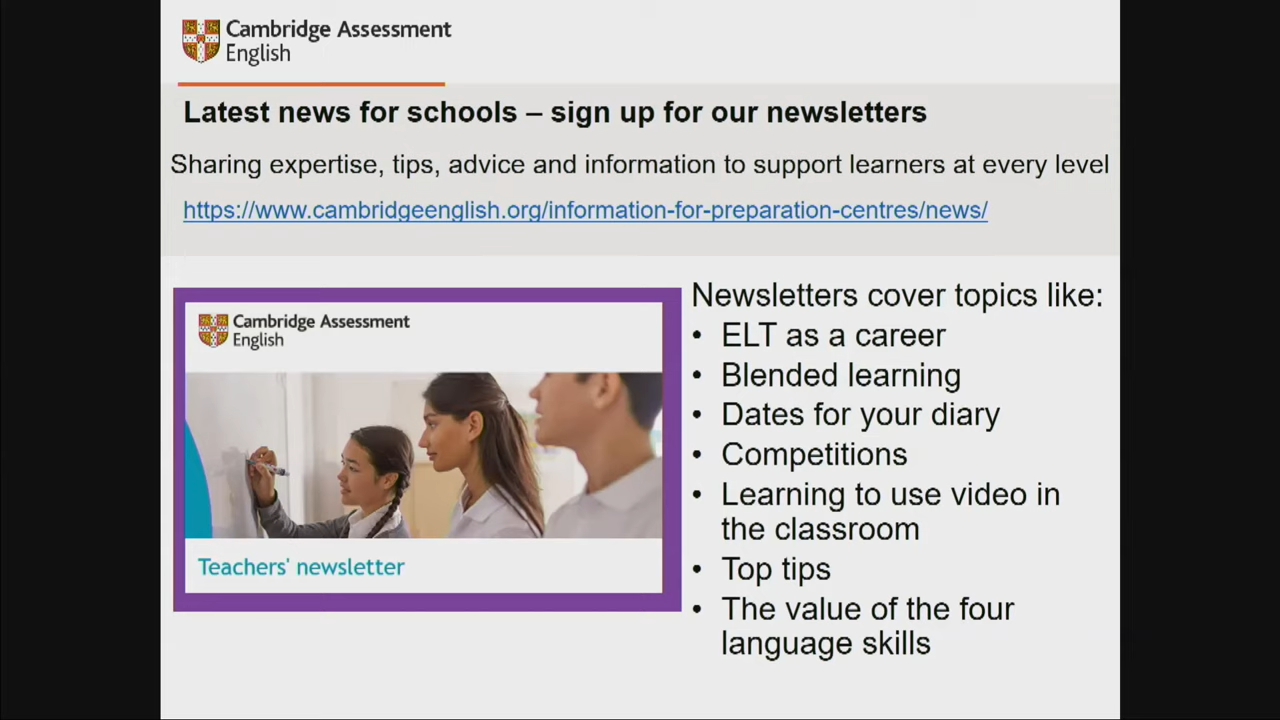 Cambridge Assessment
English
Latest news for schools – sign up for our newsletters
Sharing expertise, tips, advice and information to support learners at every level
https://www.cambridgeenglish.org/information-for-preparation-centres/news/
Cambridge Assessment
English
Teachers' newsletter
Newsletters cover topics like:
• ELT as a career
• Blended learning
• Dates for your diary
• Competitions
• Learning to use video in
the classroom
• Top tips
• The value of the four
language skills